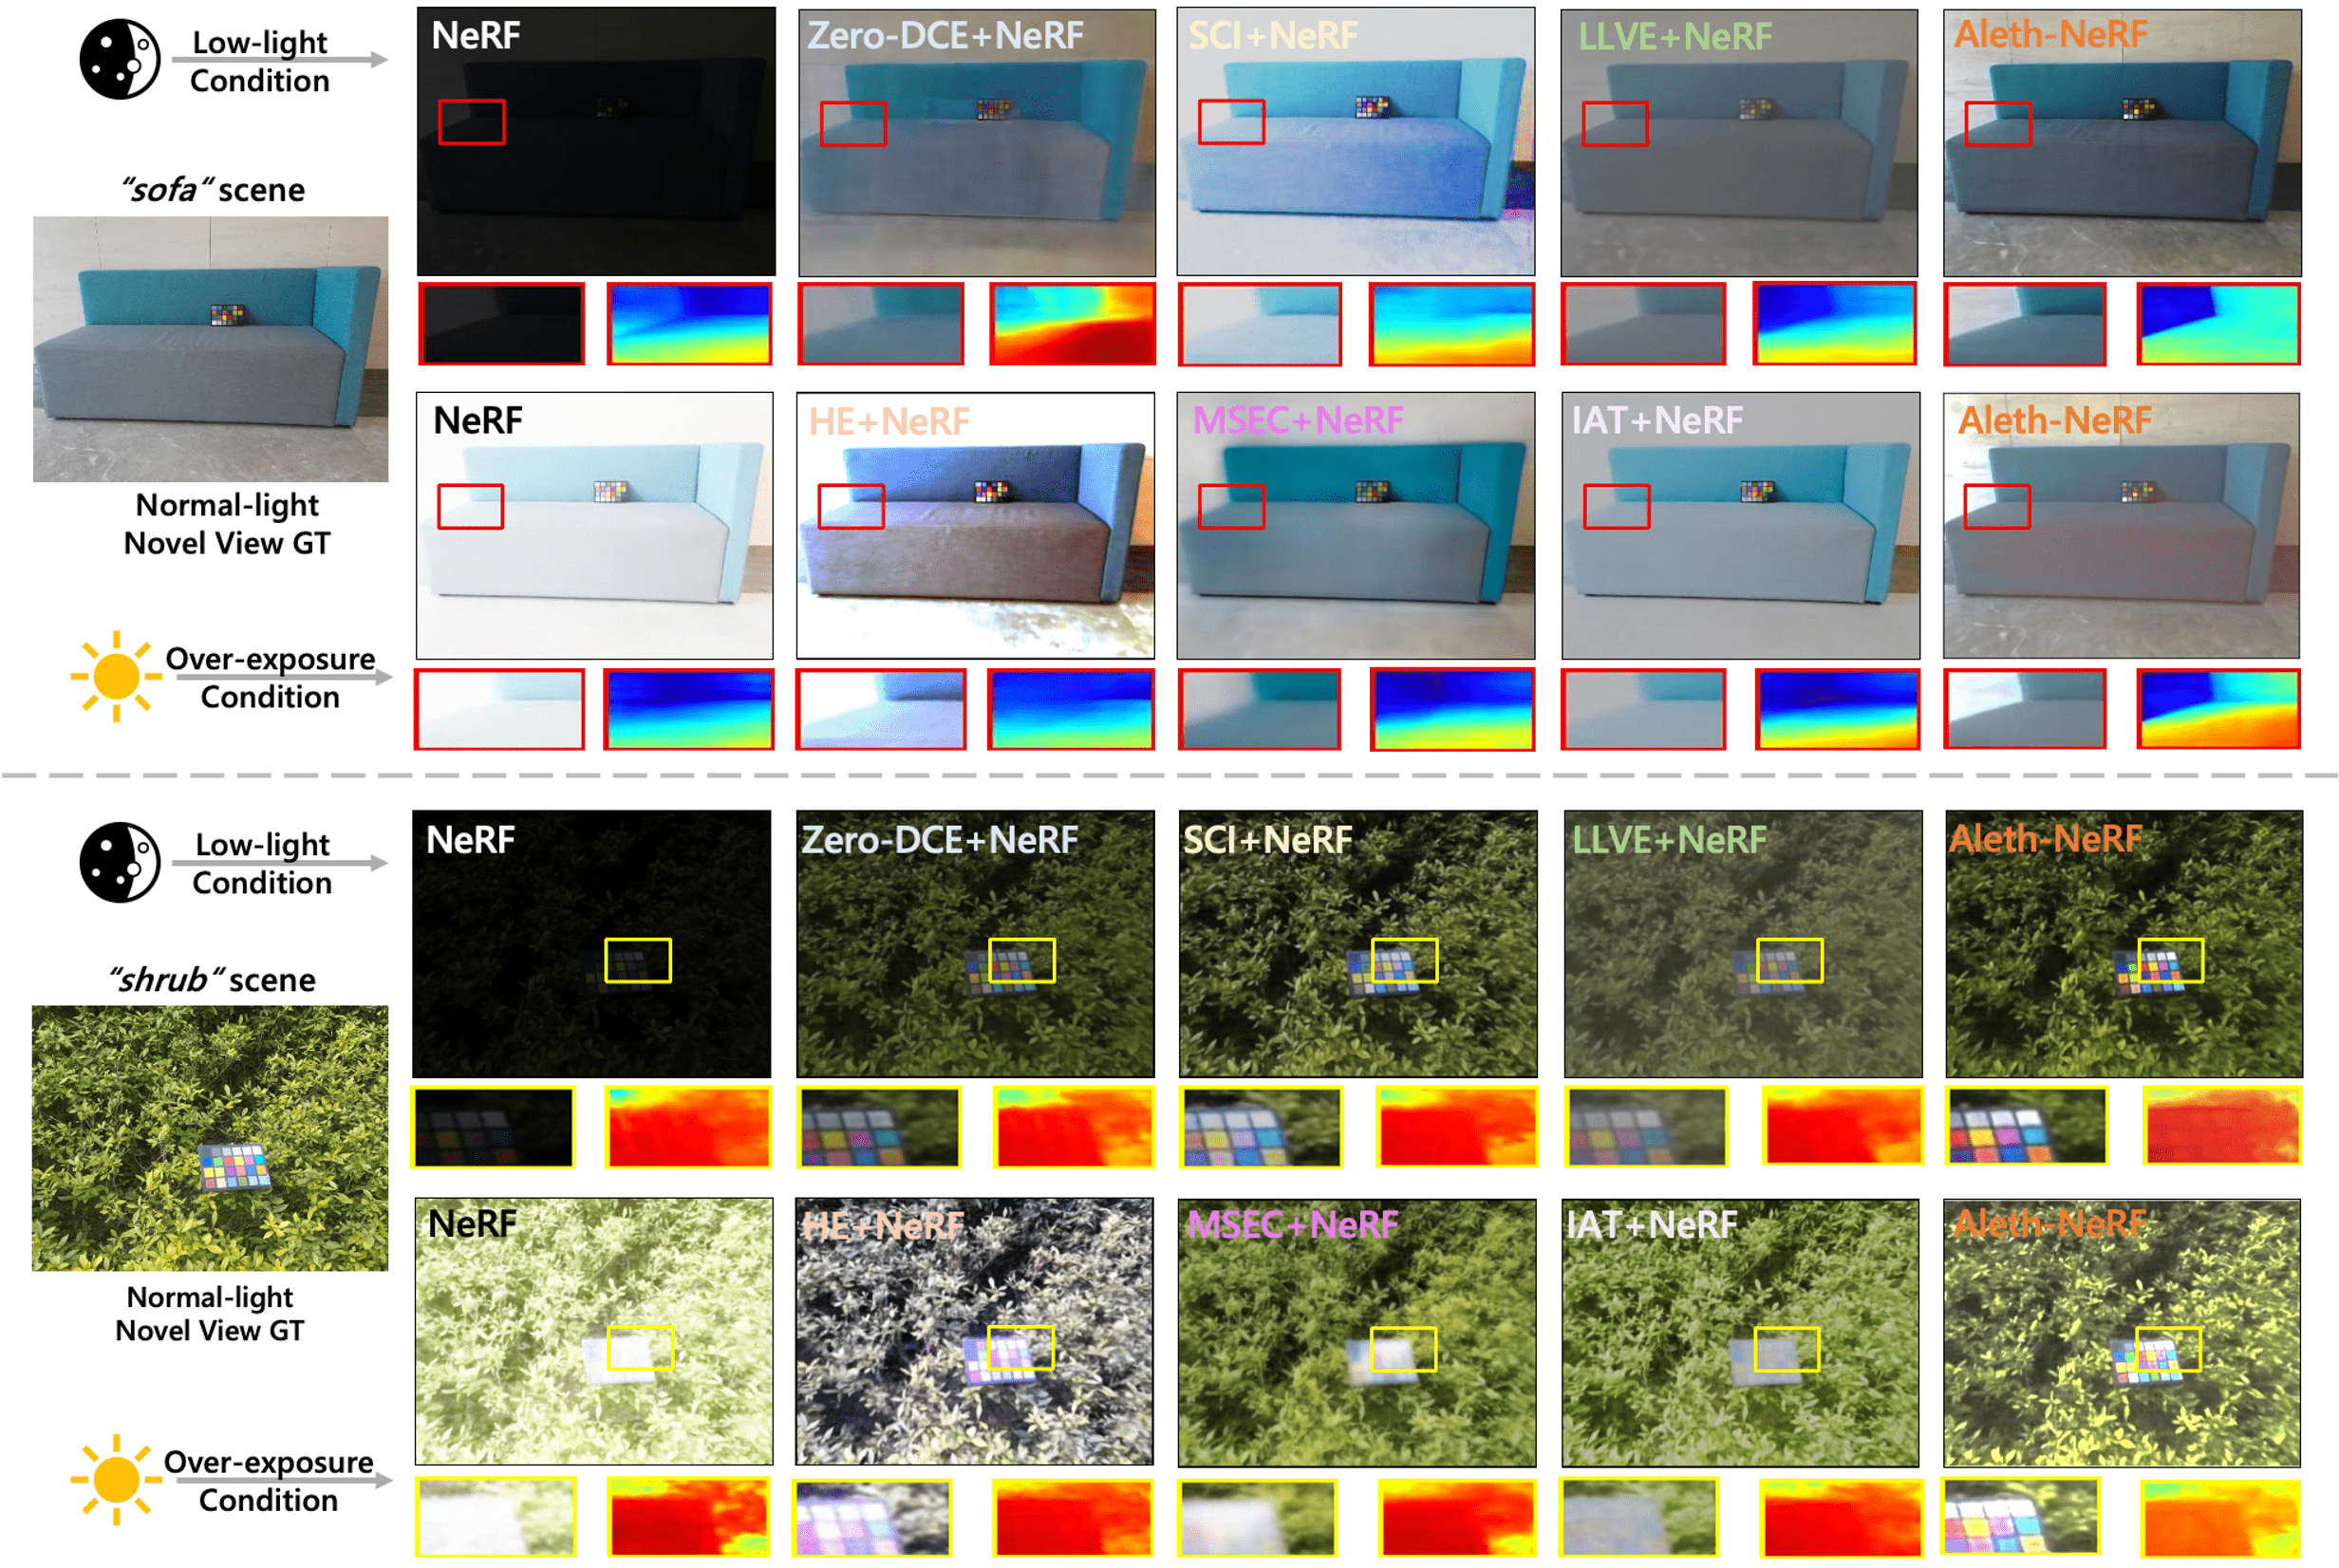 Low-light
Condition
NeRF
Zero-DCE+NeRF
SCI+NeRF
LLVE+NeRF
Aleth-NeRF
“sofa“ scene
Normal-light
Novel View GT
NeRF
HE+NeRF
MSEC+NeRF
IAT+NeRF
Aleth-NeRF
Over-exposure
Condition
Low-light
Condition
NeRF
Zero-DCE+NeRF
SCI+NeRF
LLVE+NeRF
Aleth-NeRF
“shrub“ scene
Normal-light
Novel View GT
NeRF
HE+NeRF
MSEC+NeRF
IAT+NeRF
Aleth-NeRF
Over-exposure
Condition